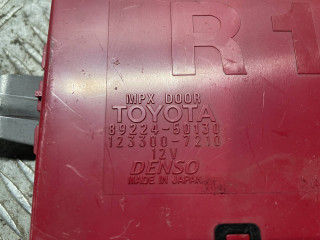 R1
MPX DOOR
TOYOTA
89224-50130
123300-7210
12V
DENSO
MADE IN JAPAN